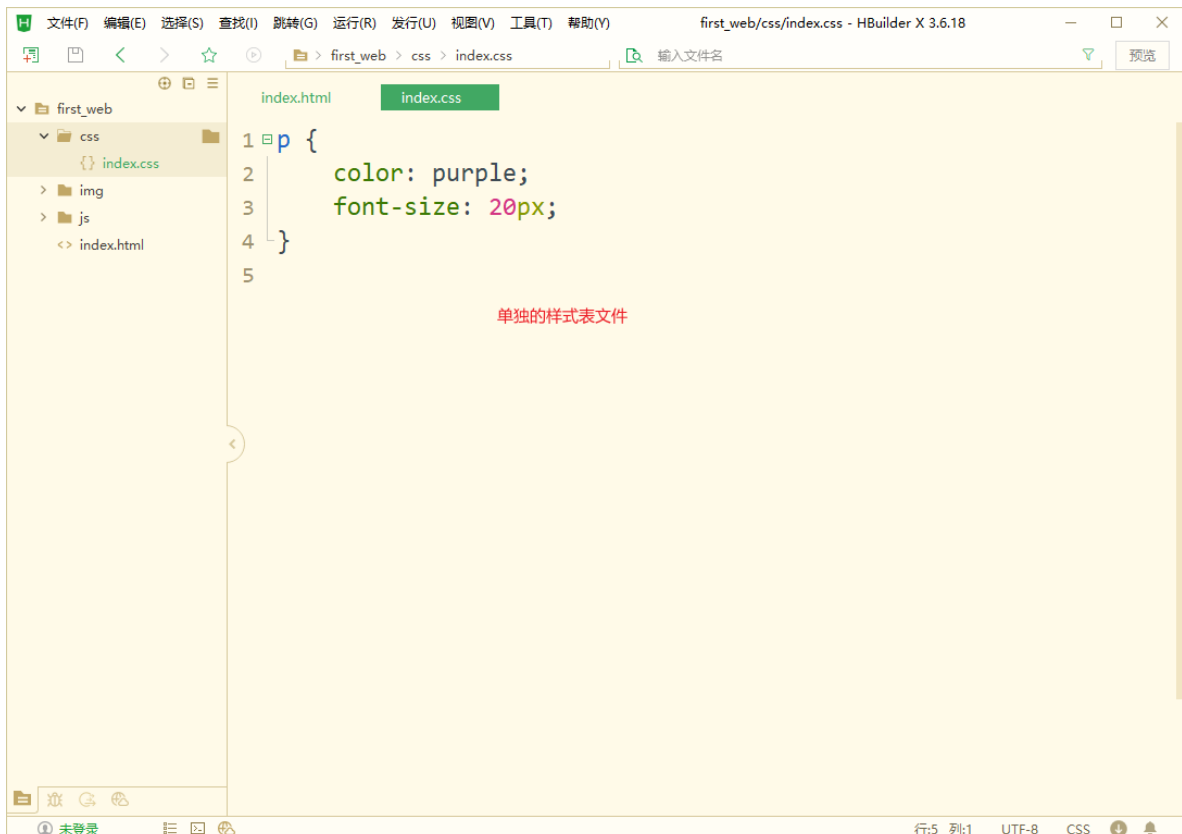 文件(F) 编辑(E) 选择(S) 查找(I) 跳转(G) 运行(R) 发行(U) 视图(V) 工具(T) 帮助(Y) first_web/css/index.css - HBuilder X 3.6.18
first_web > css > index.css 输入文件名 预览
first_web
css
index.css
img
js
index.html
index.html index.css
1 p {
2 color: purple;
3 font-size: 20px;
4 }
5
单独的样式表文件
未登录 行:5 列:1 UTF-8 CSS